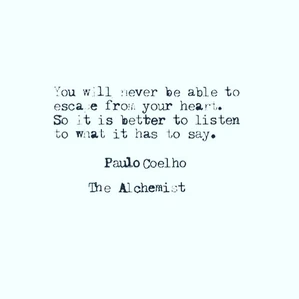 You will never be able to
escape from your heart.
So it is better to listen
to what it has to say.
Paulo Coelho
The Alchemist